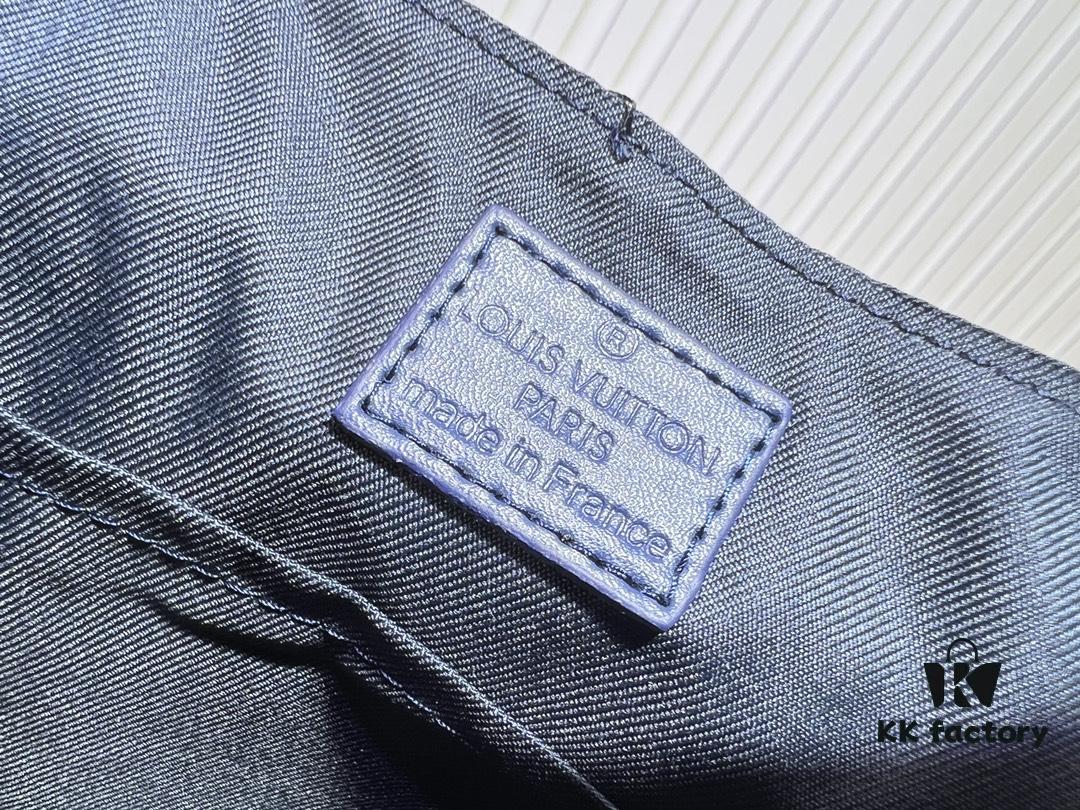 ®
LOUIS VUITTON
PARIS
made in France
KK factory